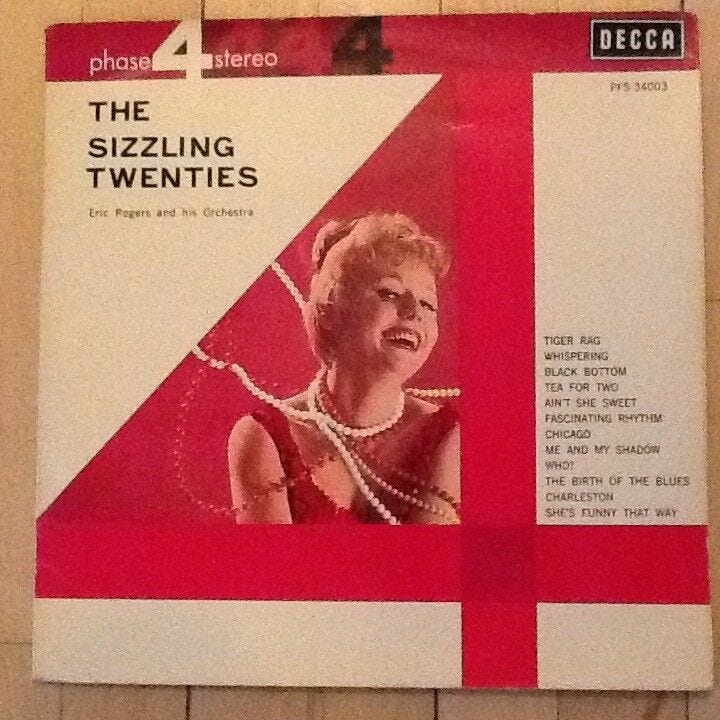 phase 4 stereo 4
DECCA
PFS 34003
THE
SIZZLING
TWENTIES
Eric Rogers and his Orchestra
TIGER RAG
WHISPERING
BLACK BOTTOM
TEA FOR TWO
AIN'T SHE SWEET
FASCINATING RHYTHM
CHICAGO
ME AND MY SHADOW
WHO?
THE BIRTH OF THE BLUES
CHARLESTON
SHE'S FUNNY THAT WAY